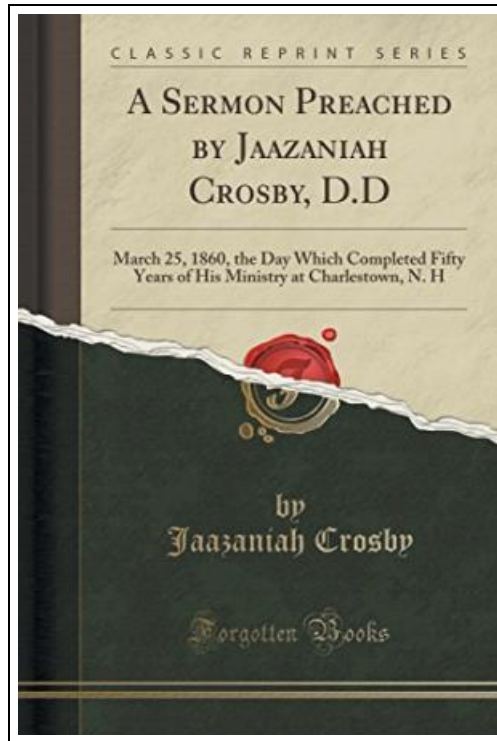 CLASSIC REPRINT SERIES
A SERMON PREACHED
BY JAAZANIAH
CROSBY, D.D
March 25, 1860, the Day Which Completed Fifty
Years of His Ministry at Charlestown, N. H
by
Jaazaniah Crosby
Forgotten Books